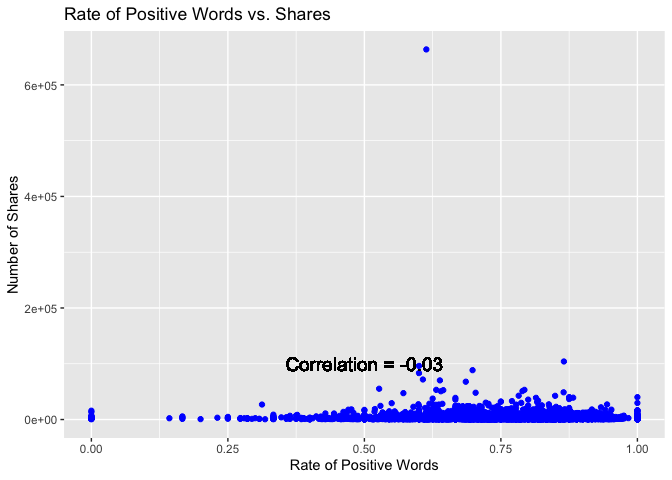 Rate of Positive Words vs. Shares
Number of Shares
6e+05
4e+05
2e+05
0e+00
Correlation = -0.03
0.00 0.25 0.50 0.75 1.00
Rate of Positive Words